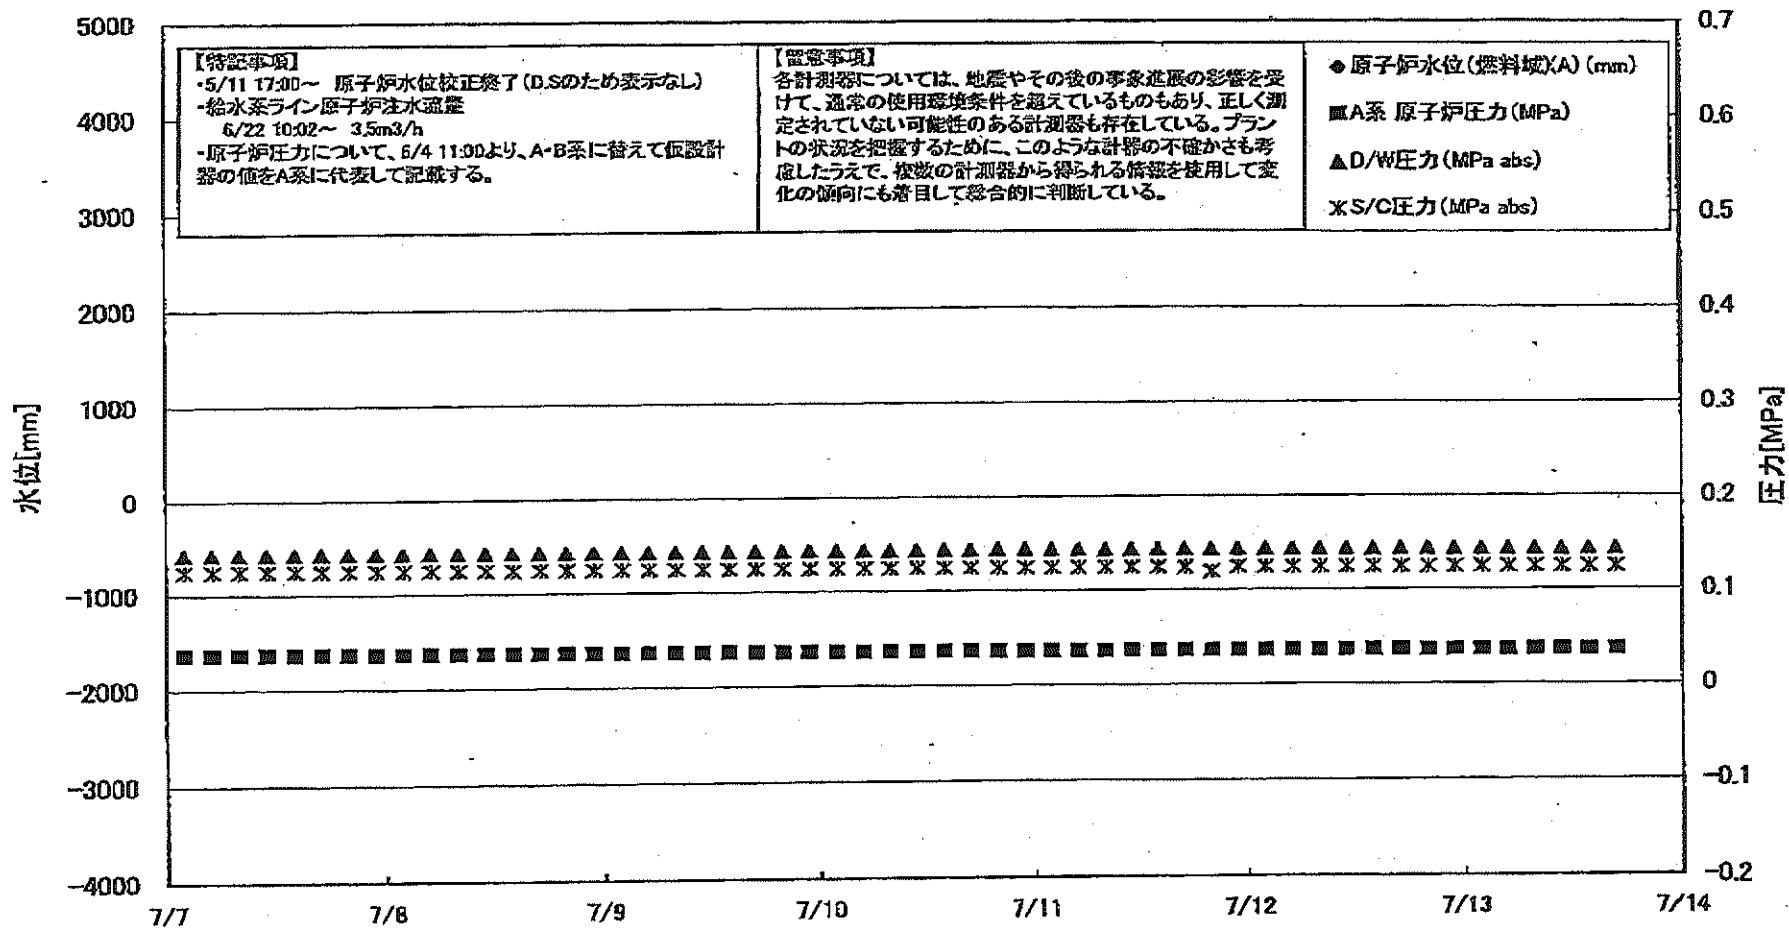 5000
4000
3000
2000
1000
0
-1000
-2000
-3000
-4000
水位[mm]
【特記事項】
・5/11 17:00～ 原子炉水位校正終了(D.Sのため表示なし)
・給水系ライン原子炉注水流量
6/22 10:02～ 3.5m3/h
・原子炉圧力について、6/4 11:00より、A・B系に替えて仮設計
器の値をA系に代表して記載する。
【留意事項】
各計測器については、地震やその後の事象進展の影響を受
けて、通常の使用環境条件を超えているものもあり、正しく測
定されていない可能性のある計測器も存在している。プラン
トの状況を把握するために、このような計器の不確かさも考
慮したうえで、複数の計測器から得られる情報を使用して変
化の傾向にも着目して総合的に判断している。
原子炉水位(燃料域)(A) (mm)
A系 原子炉圧力(MPa)
D/W圧力(MPa abs)
S/C圧力(MPa abs)
0.7
0.6
0.5
0.4
0.3
0.2
0.1
0
-0.1
-0.2
圧力[MPa]
7/7 7/8 7/9 7/10 7/11 7/12 7/13 7/14